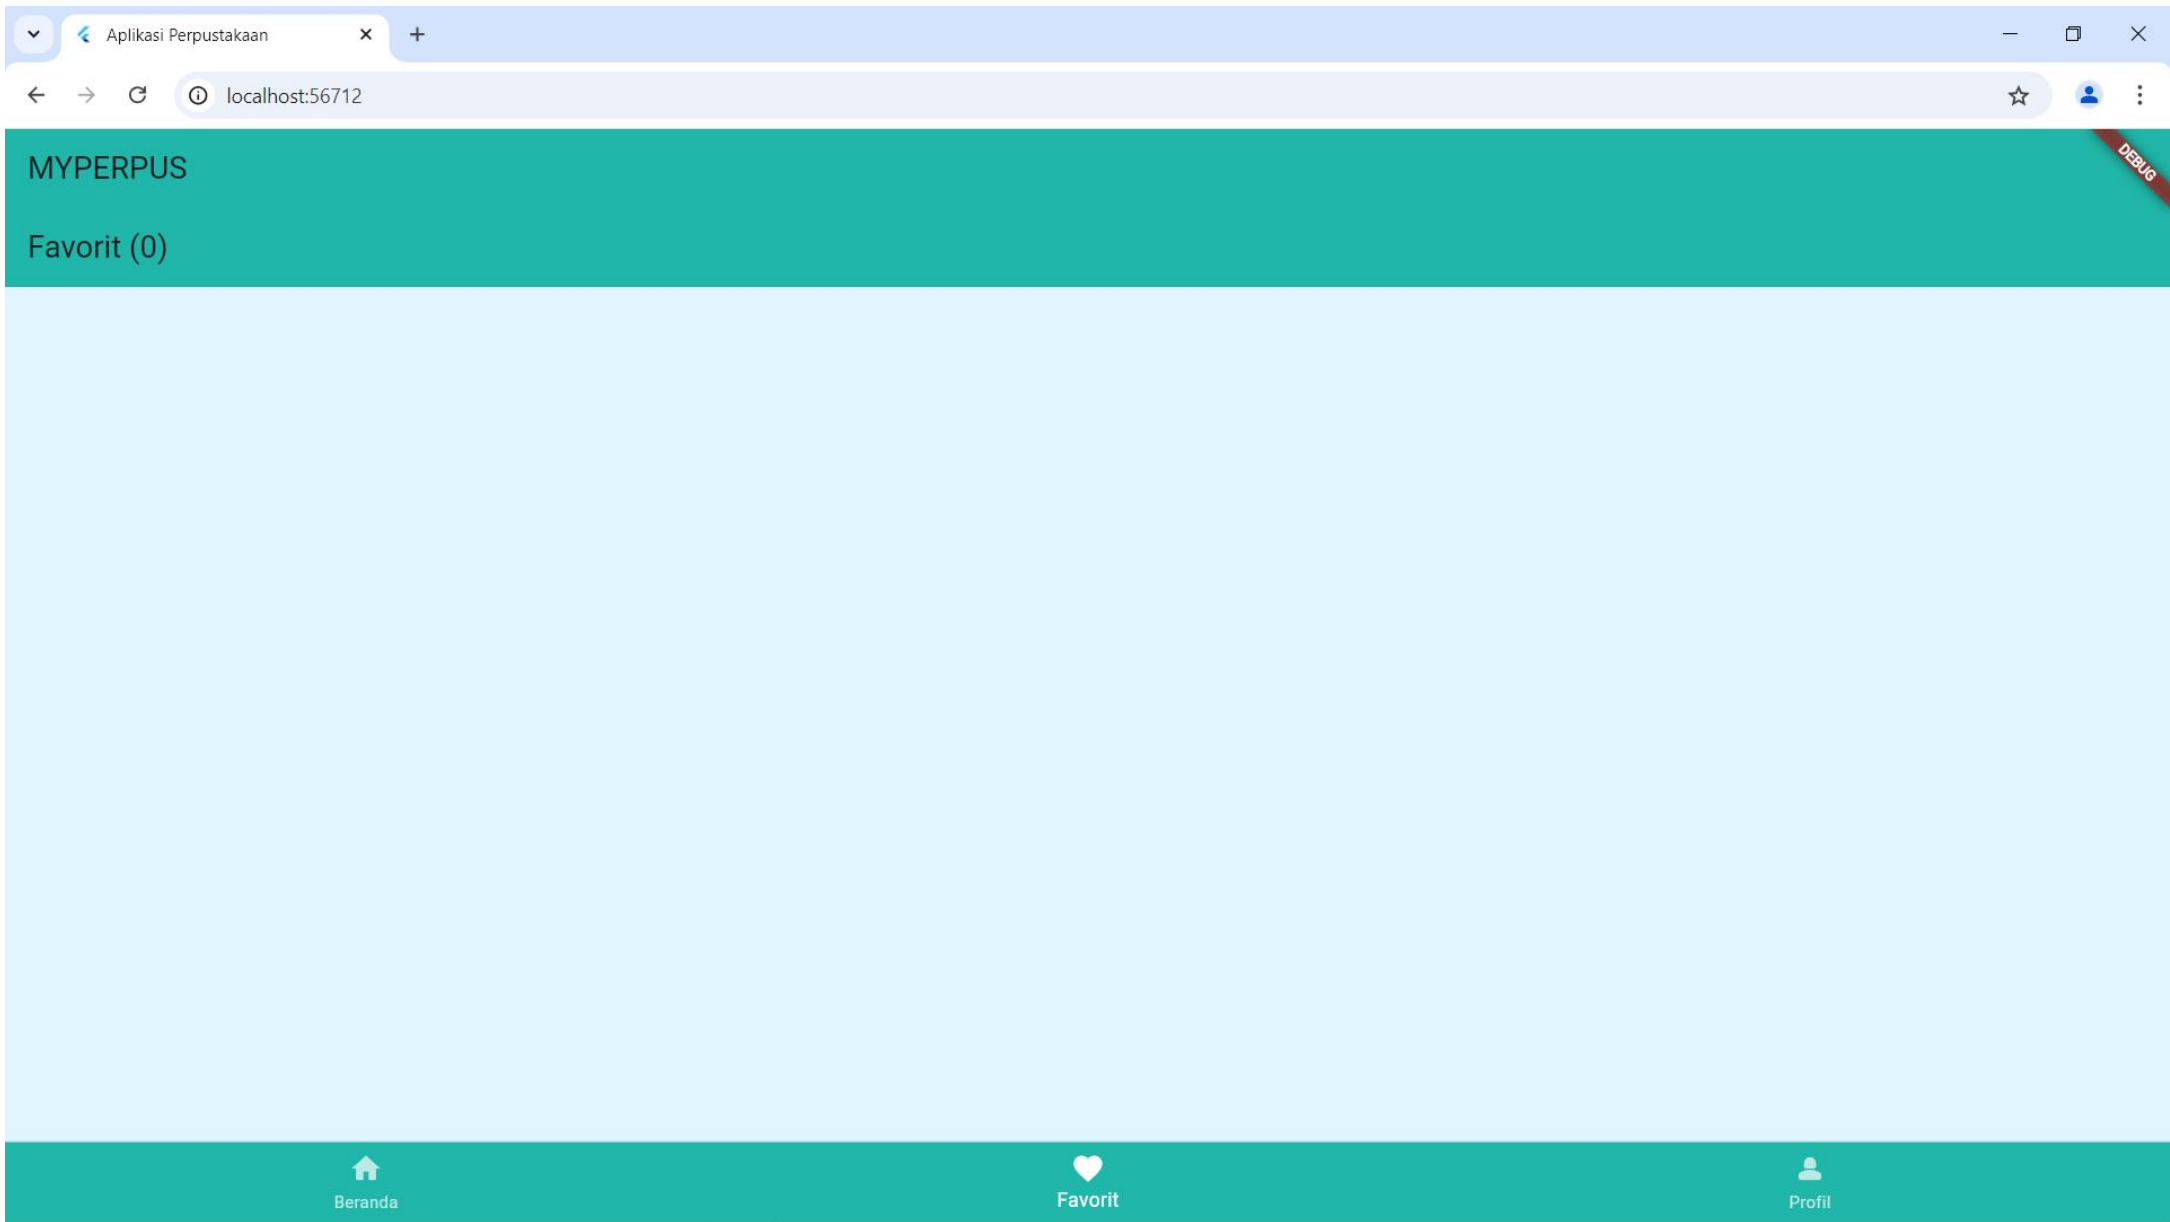 Aplikasi Perpustakaan
localhost:56712
MYPERPUS
DEBUG
Favorit (0)
Beranda
Favorit
Profil